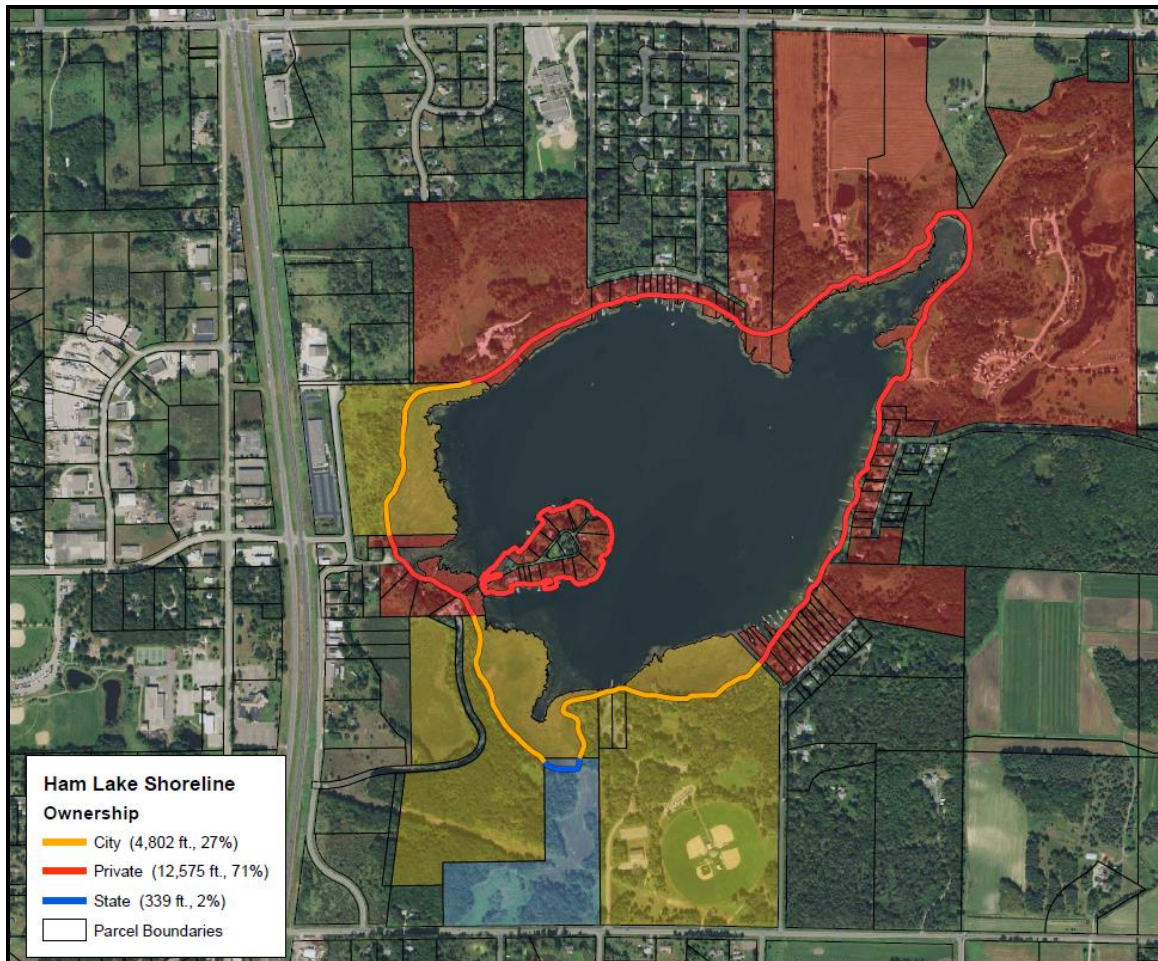 Ham Lake Shoreline
Ownership
City (4,802 ft., 27%)
Private (12,575 ft., 71%)
State (339 ft., 2%)
Parcel Boundaries